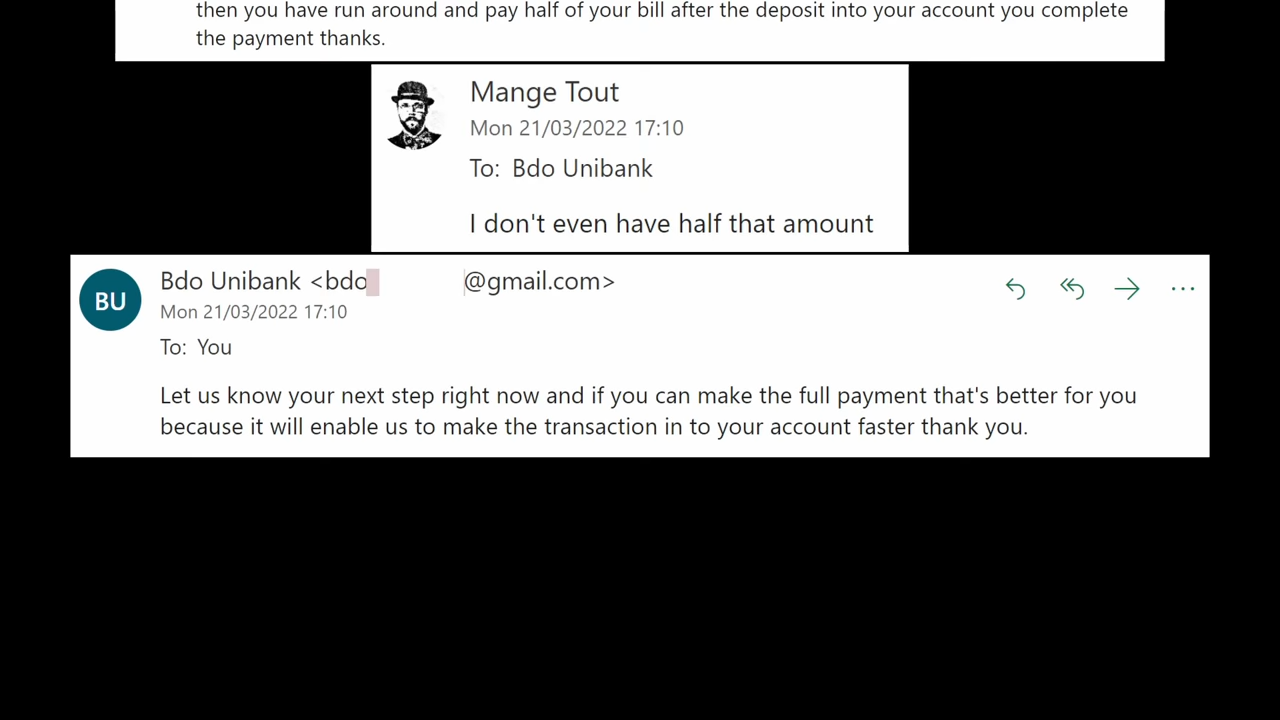 then you have run around and pay half of your bill after the deposit into your account you complete
the payment thanks.
Mange Tout
Mon 21/03/2022 17:10
To: Bdo Unibank
I don't even have half that amount
BU
Bdo Unibank <bdo @gmail.com>
Mon 21/03/2022 17:10
To: You
Let us know your next step right now and if you can make the full payment that's better for you
because it will enable us to make the transaction in to your account faster thank you.